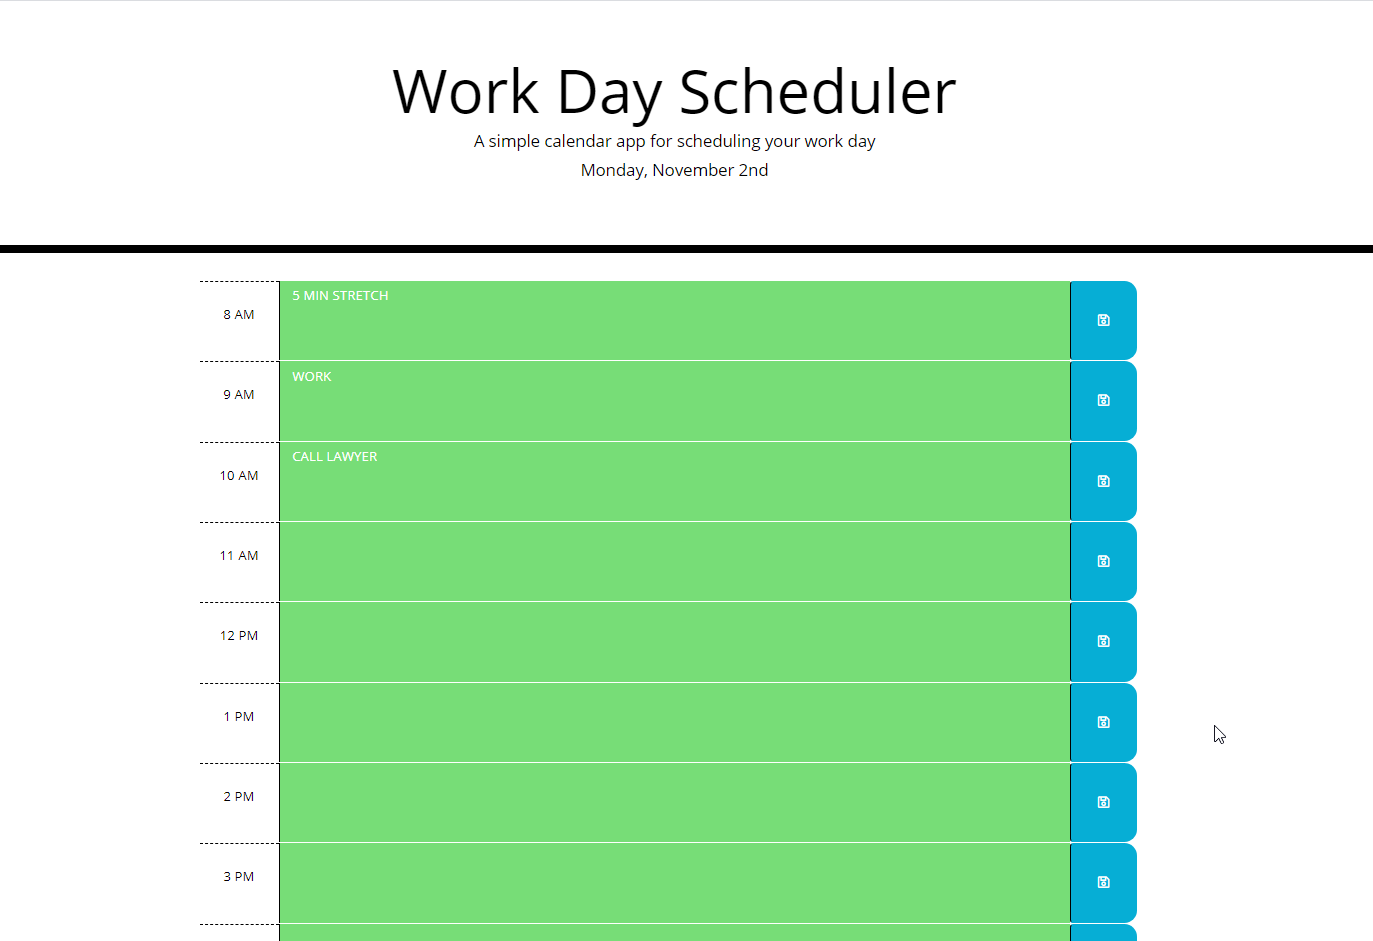 Work Day Scheduler
A simple calendar app for scheduling your work day
Monday, November 2nd
8 AM
5 MIN STRETCH
9 AM
WORK
10 AM
CALL LAWYER
11 AM
12 PM
1 PM
2 PM
3 PM